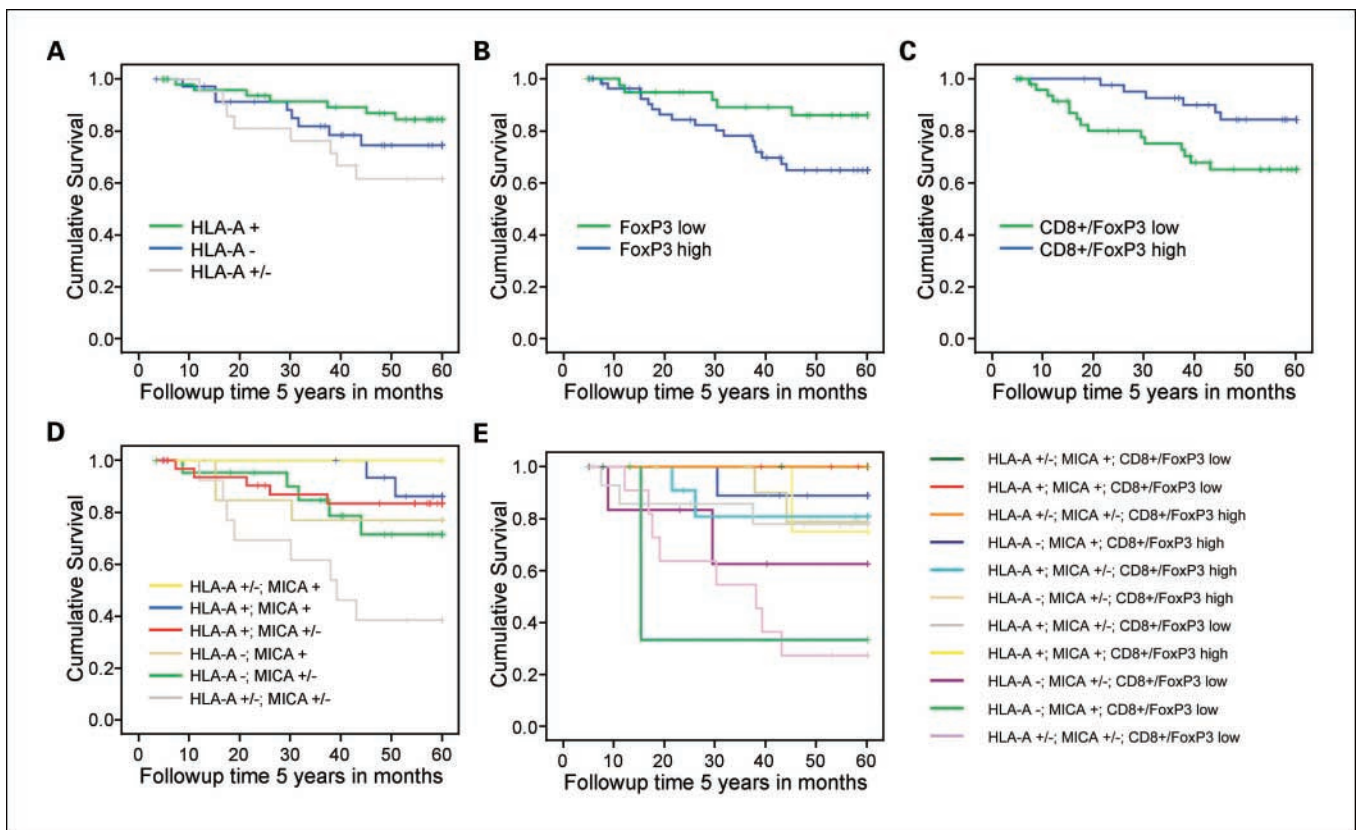 A
Cumulative Survival
1.0
0.8
0.6
0.4
0.2
0.0
HLA-A +
HLA-A -
HLA-A +/-
0 10 20 30 40 50 60
Followup time 5 years in months
B
Cumulative Survival
1.0
0.8
0.6
0.4
0.2
0.0
FoxP3 low
FoxP3 high
0 10 20 30 40 50 60
Followup time 5 years in months
C
Cumulative Survival
1.0
0.8
0.6
0.4
0.2
0.0
CD8+/FoxP3 low
CD8+/FoxP3 high
0 10 20 30 40 50 60
Followup time 5 years in months
D
Cumulative Survival
1.0
0.8
0.6
0.4
0.2
0.0
HLA-A +/-; MICA +
HLA-A +; MICA +
HLA-A +; MICA +/-
HLA-A -; MICA +
HLA-A -; MICA +/-
HLA-A +/-; MICA +/-
0 10 20 30 40 50 60
Followup time 5 years in months
E
Cumulative Survival
1.0
0.8
0.6
0.4
0.2
0.0
0 10 20 30 40 50 60
Followup time 5 years in months
HLA-A +/-; MICA +; CD8+/FoxP3 low
HLA-A +; MICA +; CD8+/FoxP3 low
HLA-A +/-; MICA +/-; CD8+/FoxP3 high
HLA-A -; MICA +; CD8+/FoxP3 high
HLA-A +; MICA +/-; CD8+/FoxP3 high
HLA-A -; MICA +/-; CD8+/FoxP3 high
HLA-A +; MICA +/-; CD8+/FoxP3 low
HLA-A +; MICA +; CD8+/FoxP3 high
HLA-A -; MICA +/-; CD8+/FoxP3 low
HLA-A -; MICA +; CD8+/FoxP3 low
HLA-A +/-; MICA +/-; CD8+/FoxP3 low